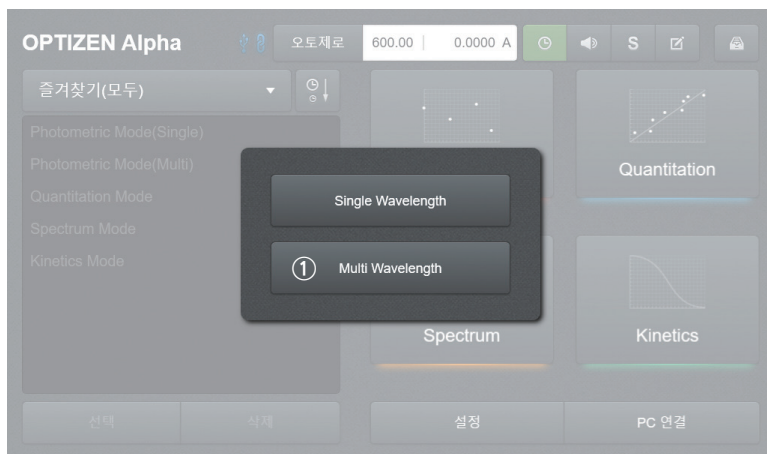 OPTIZEN Alpha 오토제로 600.00 0.0000 A S
즐겨찾기(모두)
Photometric Mode(Single)
Photometric Mode(Multi)
Quantitation Mode
Spectrum Mode
Kinetics Mode
Single Wavelength
① Multi Wavelength
Quantitation
Spectrum
Kinetics
선택
삭제
설정
PC 연결